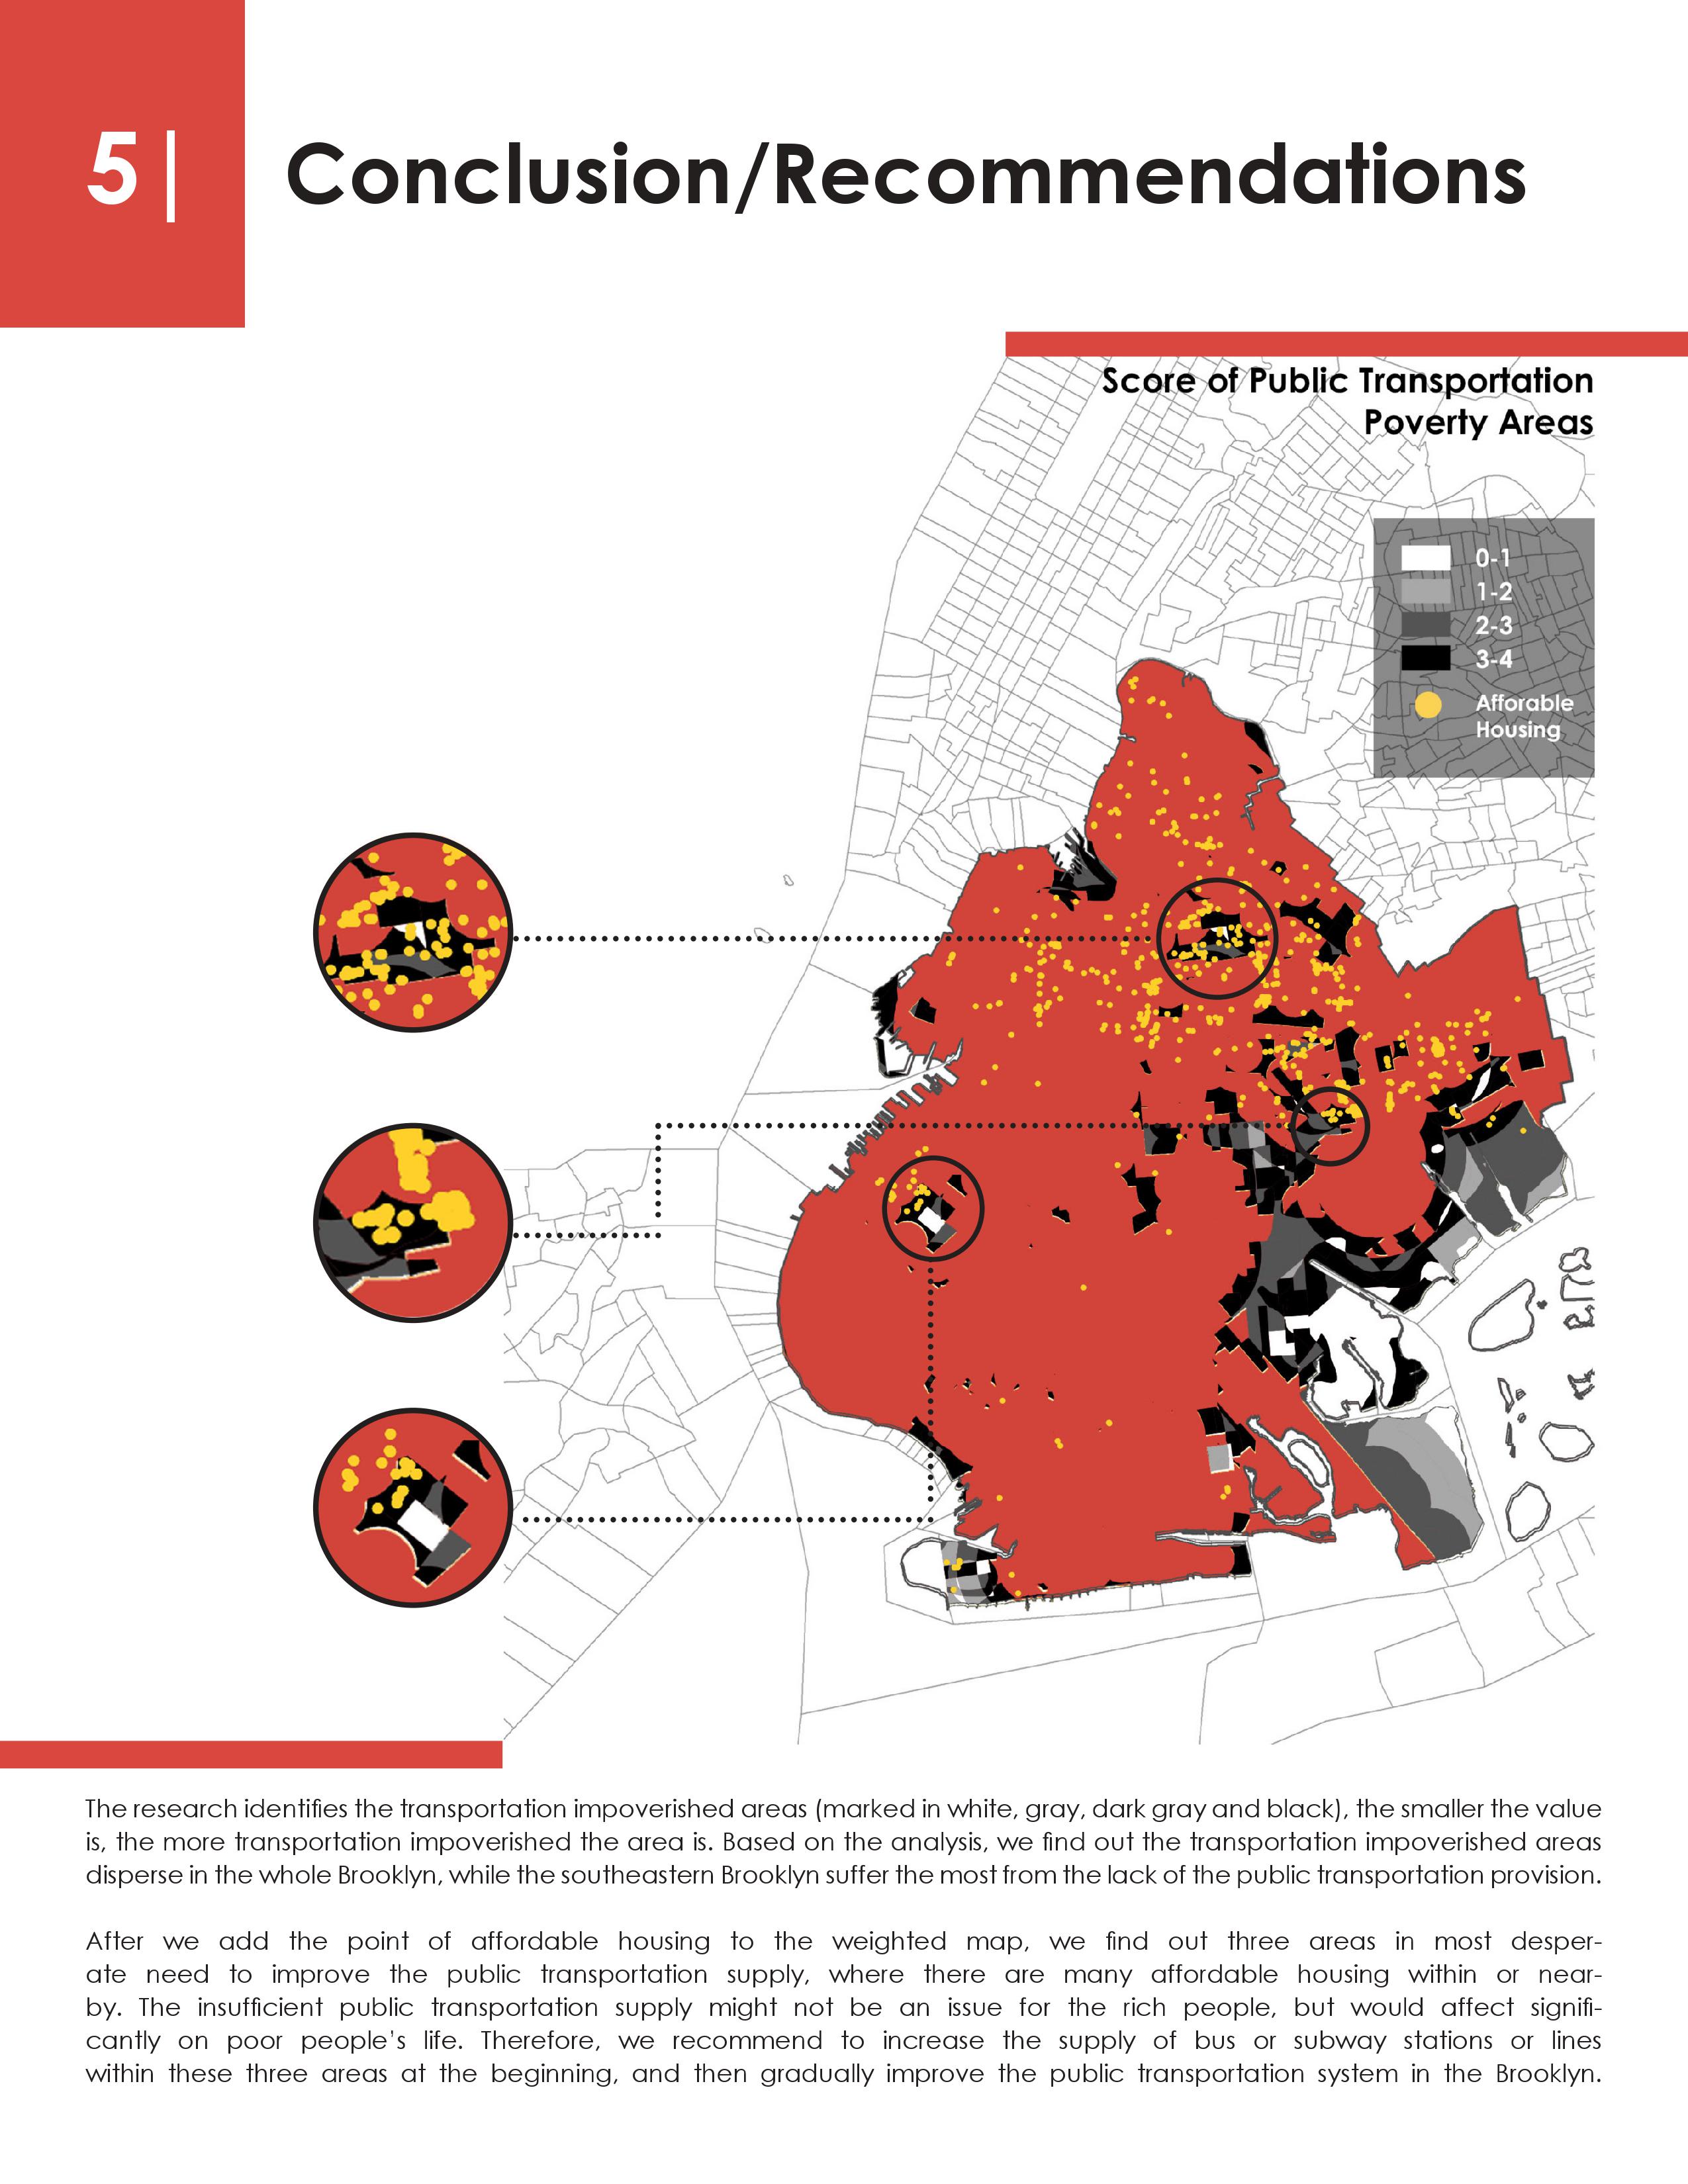 5|
Conclusion/Recommendations
Score of Public Transportation
Poverty Areas
0-1
1-2
2-3
3-4
Afforable
Housing
The research identifies the transportation impoverished areas (marked in white, gray, dark gray and black), the smaller the value
is, the more transportation impoverished the area is. Based on the analysis, we find out the transportation impoverished areas
disperse in the whole Brooklyn, while the southeastern Brooklyn suffer the most from the lack of the public transportation provision.
After we add the point of affordable housing to the weighted map, we find out three areas in most desper-
ate need to improve the public transportation supply, where there are many affordable housing within or near-
by. The insufficient public transportation supply might not be an issue for the rich people, but would affect signifi-
cantly on poor people's life. Therefore, we recommend to increase the supply of bus or subway stations or lines
within these three areas at the beginning, and then gradually improve the public transportation system in the Brooklyn.